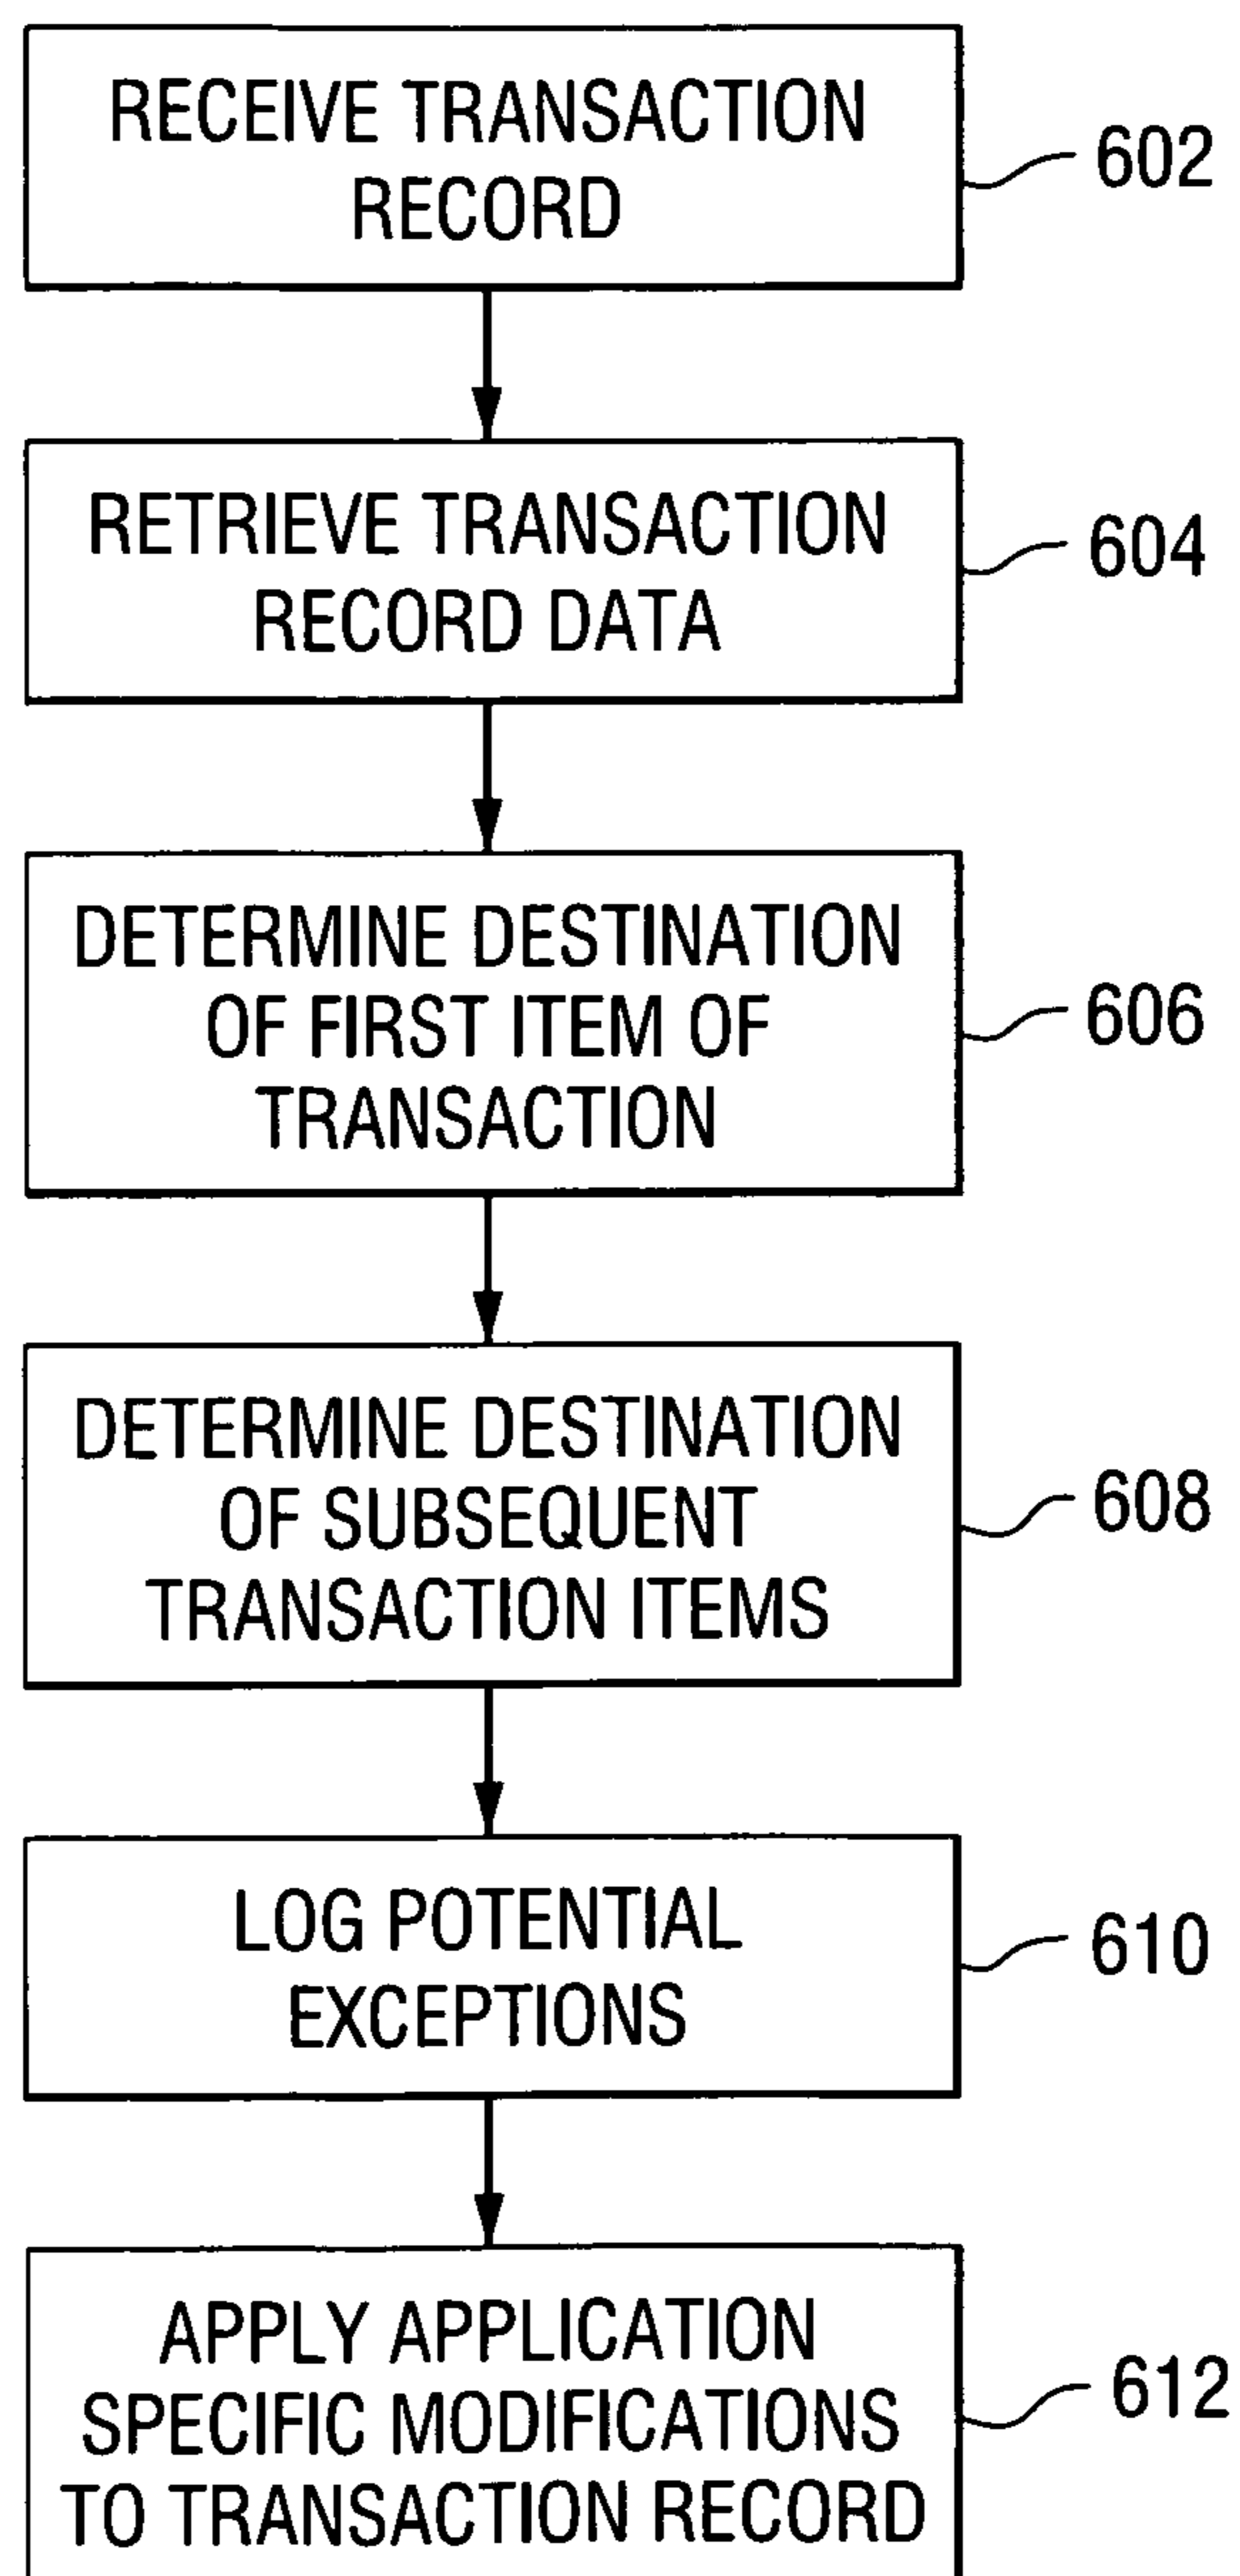 RECEIVE TRANSACTION
RECORD
602
RETRIEVE TRANSACTION
RECORD DATA
604
DETERMINE DESTINATION
OF FIRST ITEM OF
TRANSACTION
606
DETERMINE DESTINATION
OF SUBSEQUENT
TRANSACTION ITEMS
608
LOG POTENTIAL
EXCEPTIONS
610
APPLY APPLICATION
SPECIFIC MODIFICATIONS
TO TRANSACTION RECORD
612